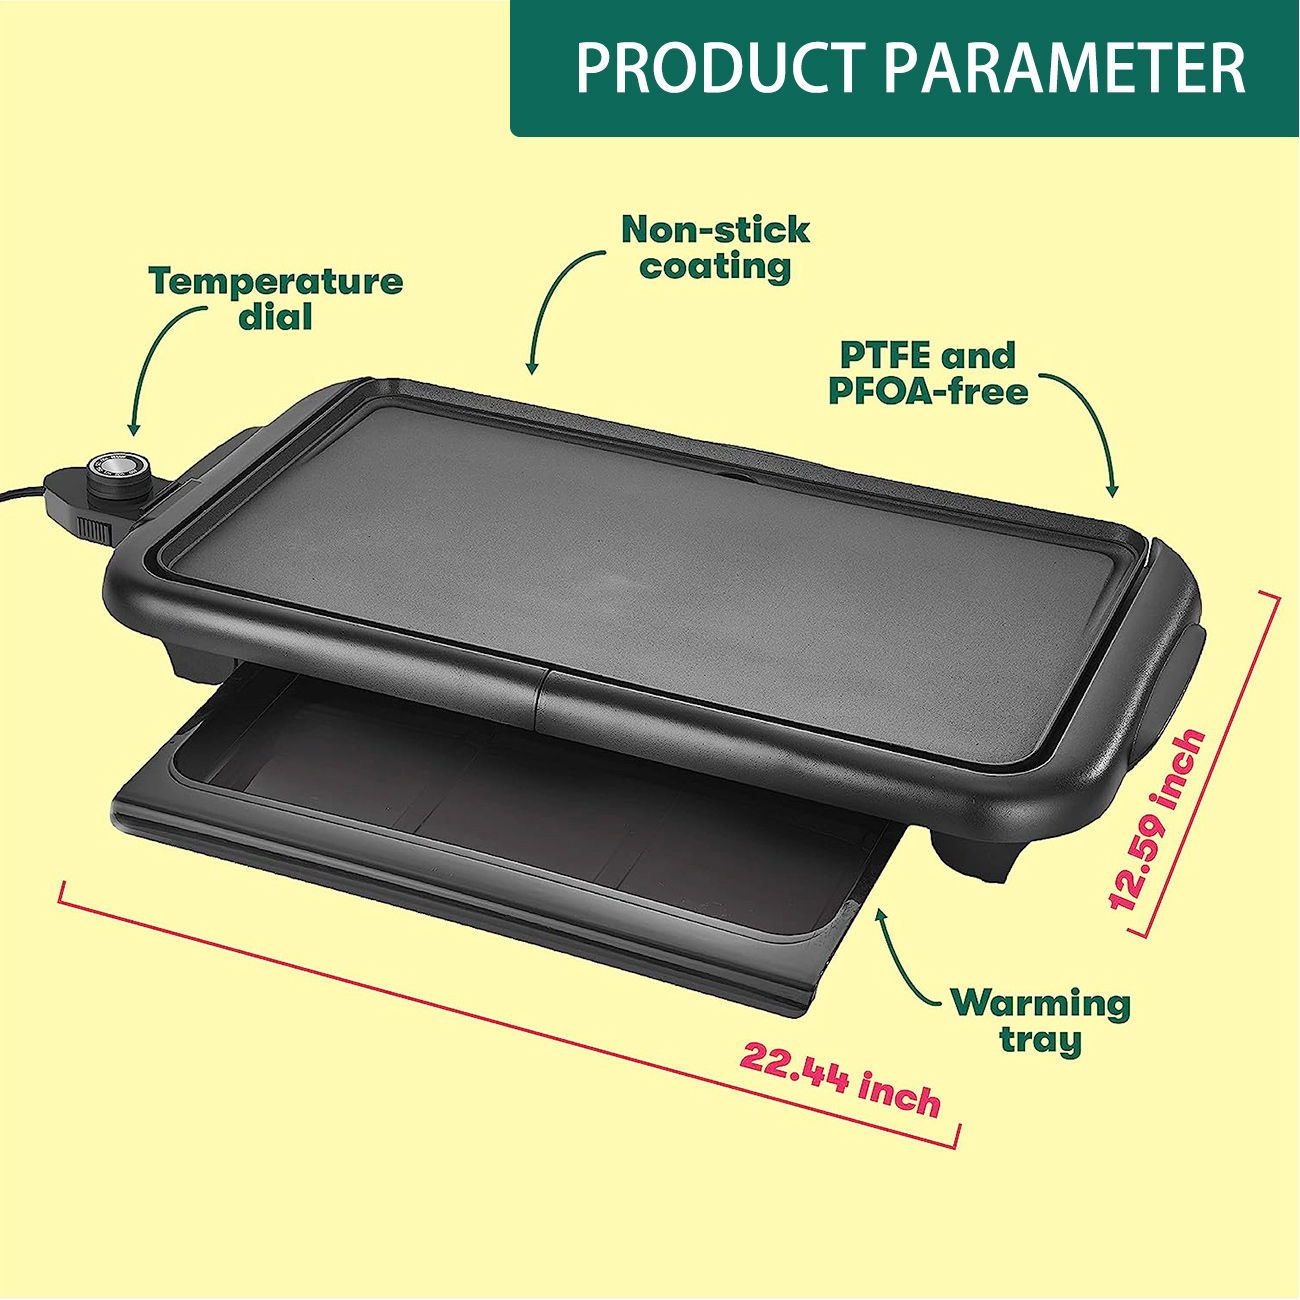 PRODUCT PARAMETER
Non-stick
coating
Temperature
dial
PTFE and
PFOA-free
12.59 inch
Warming
tray
22.44 inch